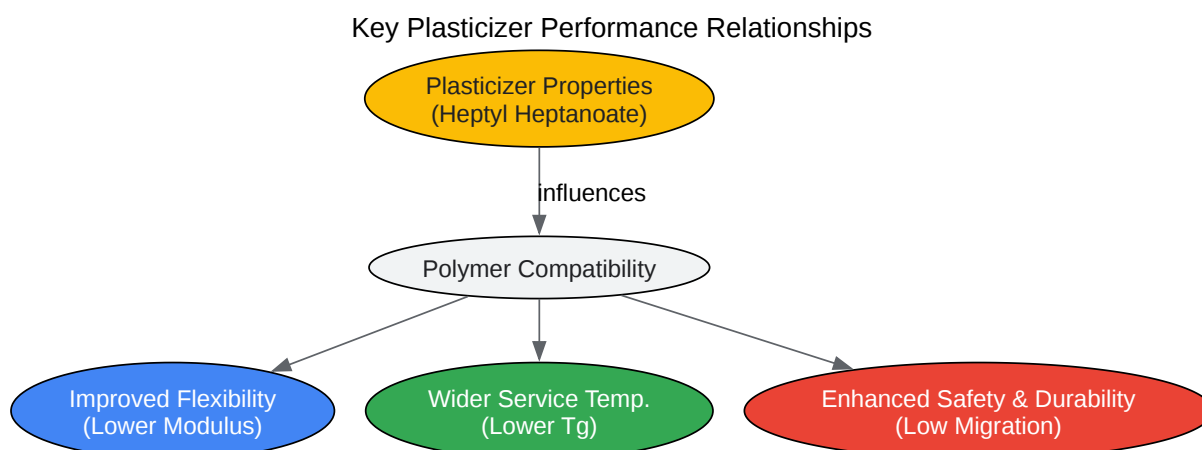 Key Plasticizer Performance Relationships
Plasticizer Properties
(Heptyl Heptanoate)
influences
Polymer Compatibility
Improved Flexibility
(Lower Modulus)
Wider Service Temp.
(Lower Tg)
Enhanced Safety & Durability
(Low Migration)